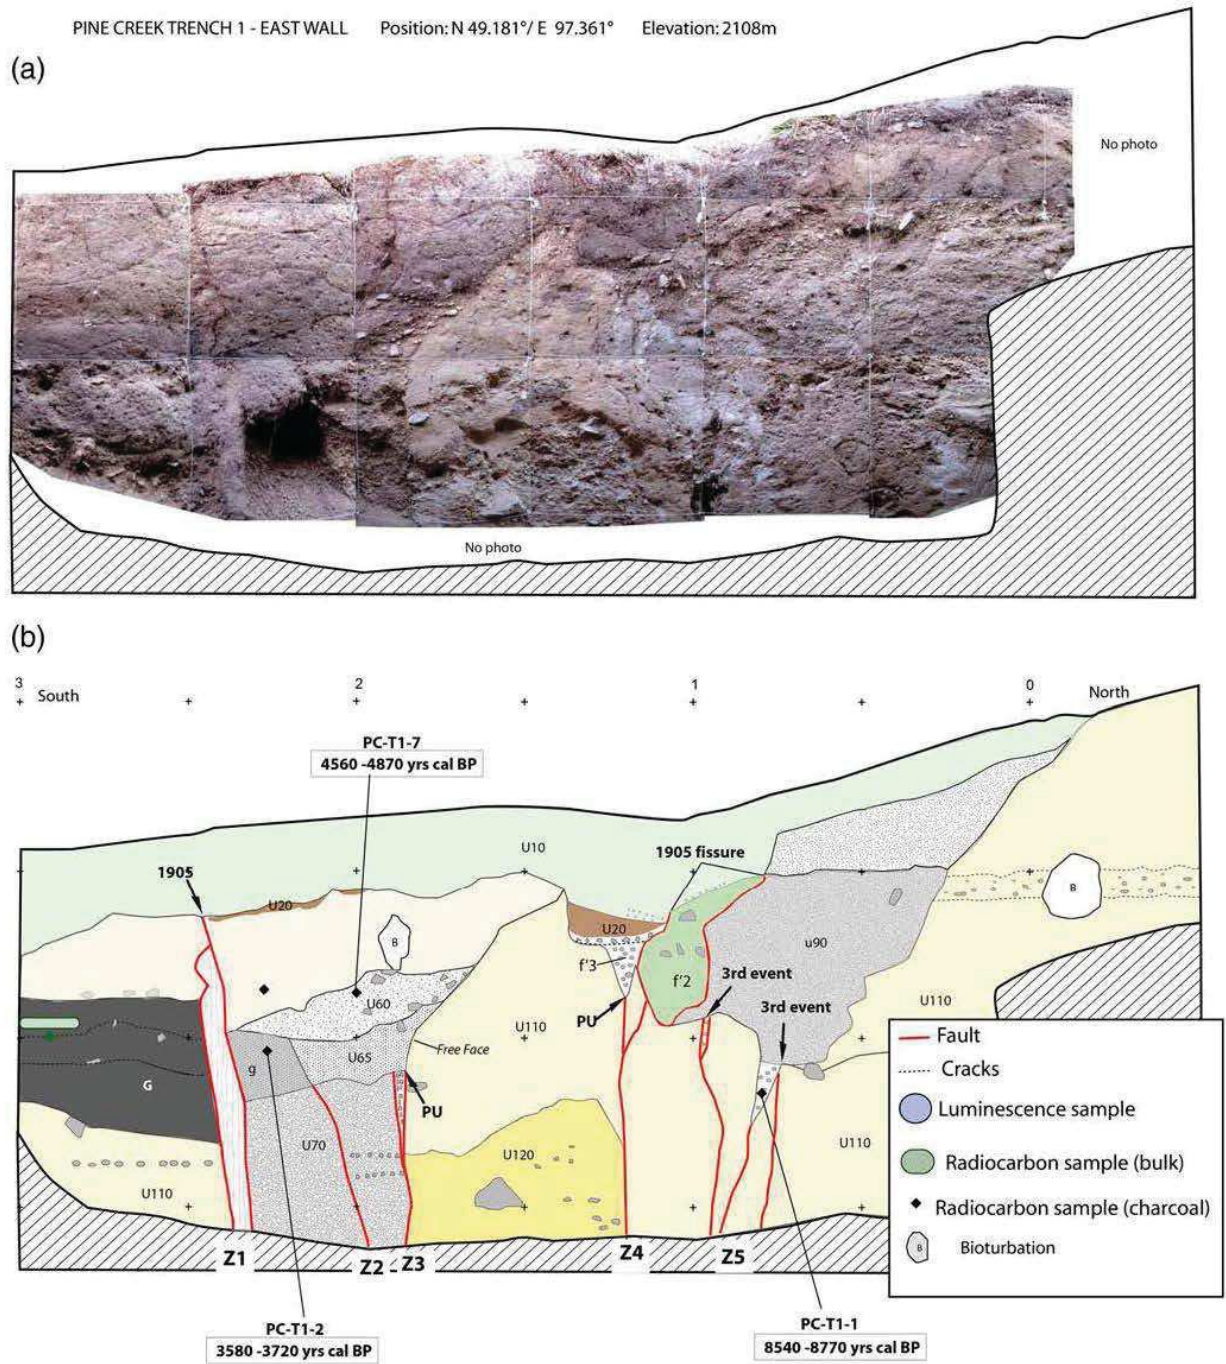 PINE CREEK TRENCH 1 - EAST WALL Position: N 49.181°/ E 97.361° Elevation: 2108m
(a)
No photo
No photo
(b)
3 South 2 1 0 North
PC-T1-7
4560 -4870 yrs cal BP
U10
1905
1905 fissure
U20
B
B
U20
u90
f'3
f'2
3rd event
3rd event
U60
PU
U110
U110
U65
Free Face
g
G
PU
U70
U120
U110
U110
Z1
Z2 Z3
Z4
Z5
PC-T1-2
3580 -3720 yrs cal BP
PC-T1-1
8540 -8770 yrs cal BP
Fault
Cracks
Luminescence sample
Radiocarbon sample (bulk)
Radiocarbon sample (charcoal)
B Bioturbation